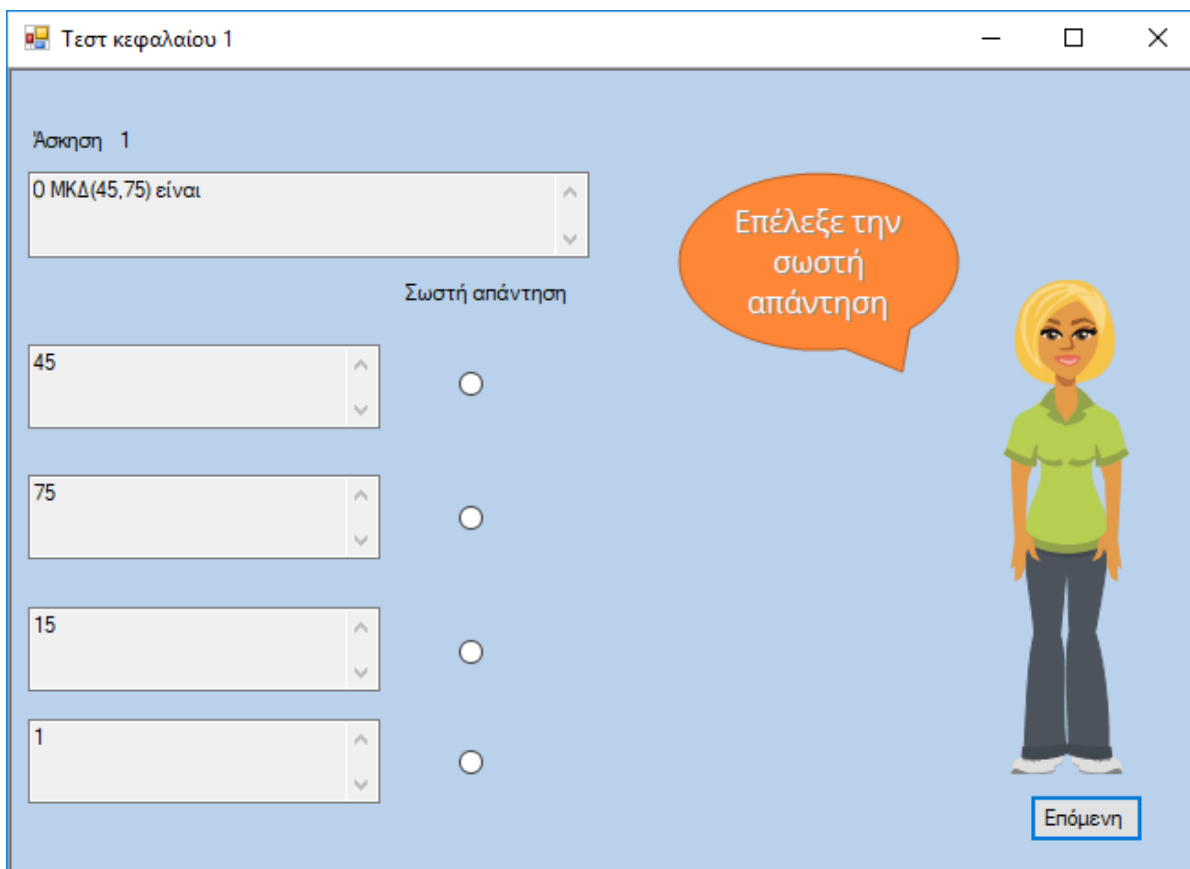 Τεστ κεφαλαίου 1
Άσκηση 1
Ο ΜΚΔ(45,75) είναι
Επέλεξε την
σωστή
απάντηση
Σωστή απάντηση
45
75
15
1
Επόμενη